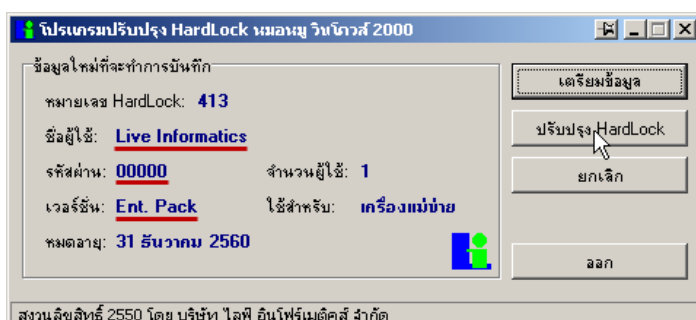 โปรแกรมปรับปรุง HardLock หมอหมู วินโดวส์ 2000
ข้อมูลใหม่ที่จะทำการบันทึก
หมายเลข HardLock: 413
ชื่อผู้ใช้: Live Informatics
รหัสผ่าน: 00000 จำนวนผู้ใช้: 1
เวอร์ชั่น: Ent. Pack ใช้สำหรับ: เครื่องแม่ข่าย
หมดอายุ: 31 ธันวาคม 2560
เตรียมข้อมูล
ปรับปรุง HardLock
ยกเลิก
ออก
สงวนลิขสิทธิ์ 2550 โดย บริษัท ไลฟ์ อินโฟร์เมติคส์ จำกัด